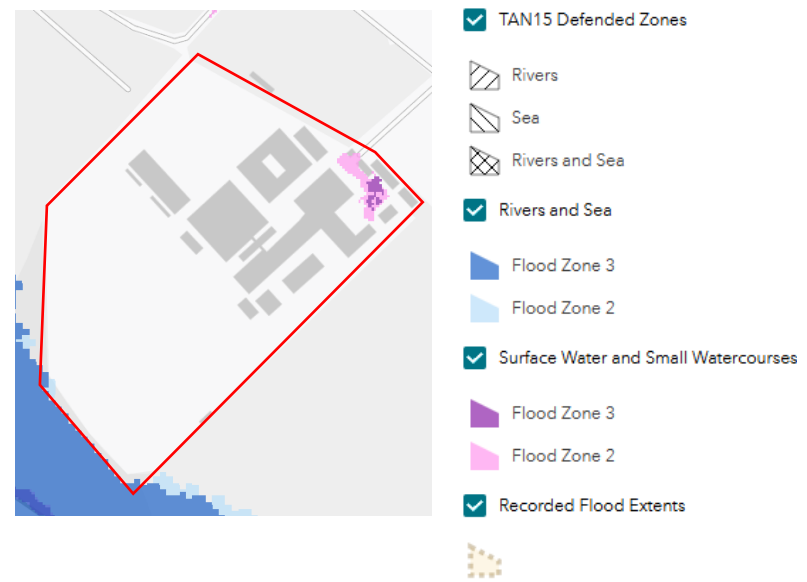 TAN15 Defended Zones
Rivers
Sea
Rivers and Sea
Rivers and Sea
Flood Zone 3
Flood Zone 2
Surface Water and Small Watercourses
Flood Zone 3
Flood Zone 2
Recorded Flood Extents